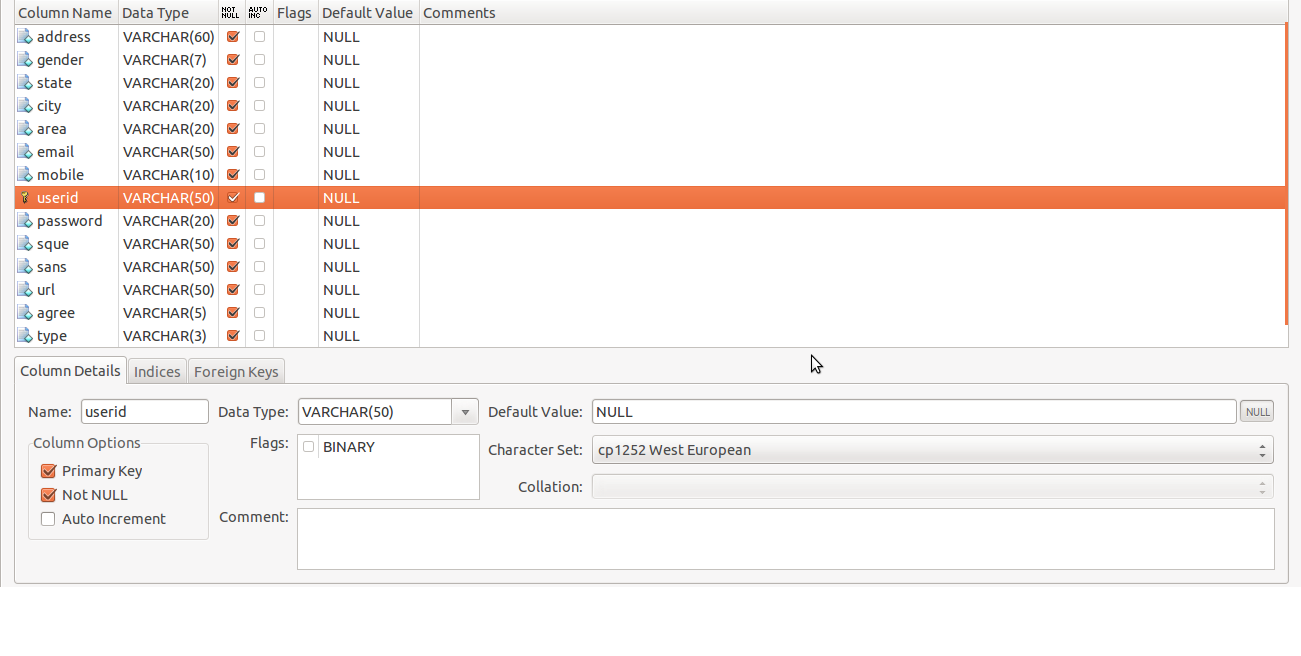 Column Name Data Type NOT NULL AUTO INC Flags Default Value Comments
address VARCHAR(60) NULL
gender VARCHAR(7) NULL
state VARCHAR(20) NULL
city VARCHAR(20) NULL
area VARCHAR(20) NULL
email VARCHAR(50) NULL
mobile VARCHAR(10) NULL
userid VARCHAR(50) NULL
password VARCHAR(20) NULL
sque VARCHAR(50) NULL
sans VARCHAR(50) NULL
url VARCHAR(50) NULL
agree VARCHAR(5) NULL
type VARCHAR(3) NULL
Column Details Indices Foreign Keys
Name: userid Data Type: VARCHAR(50) Default Value: NULL NULL
Column Options Flags: BINARY Character Set: cp1252 West European
Primary Key
Not NULL Collation:
Auto Increment Comment: